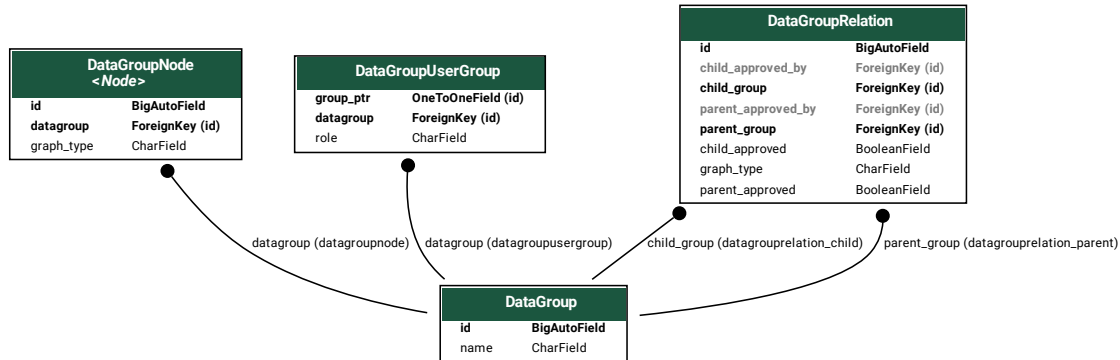 DataGroupRelation
id BigAutoField
child_approved_by ForeignKey (id)
child_group ForeignKey (id)
parent_approved_by ForeignKey (id)
parent_group ForeignKey (id)
child_approved BooleanField
graph_type CharField
parent_approved BooleanField
DataGroupNode
<Node>
id BigAutoField
datagroup ForeignKey (id)
graph_type CharField
DataGroupUserGroup
group_ptr OneToOneField (id)
datagroup ForeignKey (id)
role CharField
datagroup (datagroupnode)
datagroup (datagroupusergroup)
child_group (datagrouprelation_child)
parent_group (datagrouprelation_parent)
DataGroup
id BigAutoField
name CharField